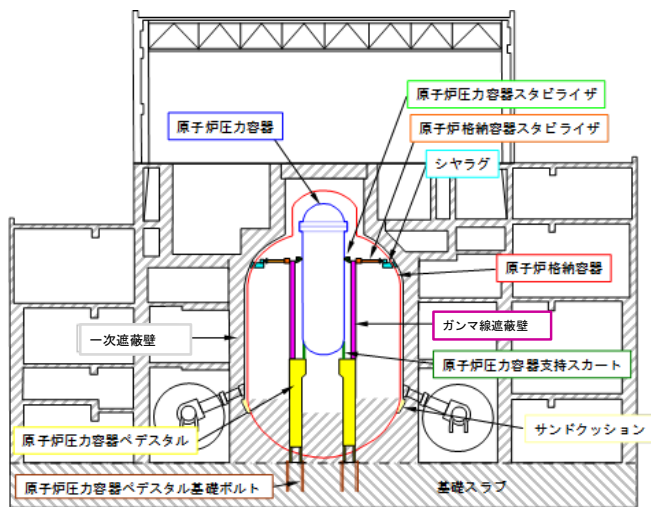 原子炉圧力容器スタビライザ
原子炉圧力容器
原子炉格納容器スタビライザ
シヤラグ
原子炉格納容器
一次遮蔽壁
ガンマ線遮蔽壁
原子炉圧力容器支持スカート
サンドクッション
原子炉圧力容器ペデスタル
原子炉圧力容器ペデスタル基礎ボルト
基礎スラブ